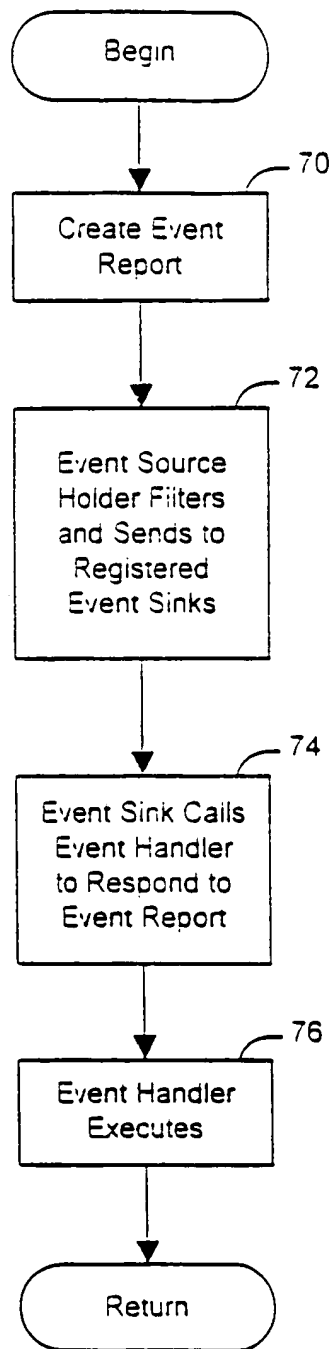 Begin
70
Create Event
Report
72
Event Source
Holder Filters
and Sends to
Registered
Event Sinks
74
Event Sink Calls
Event Handler
to Respond to
Event Report
76
Event Handler
Executes
Return